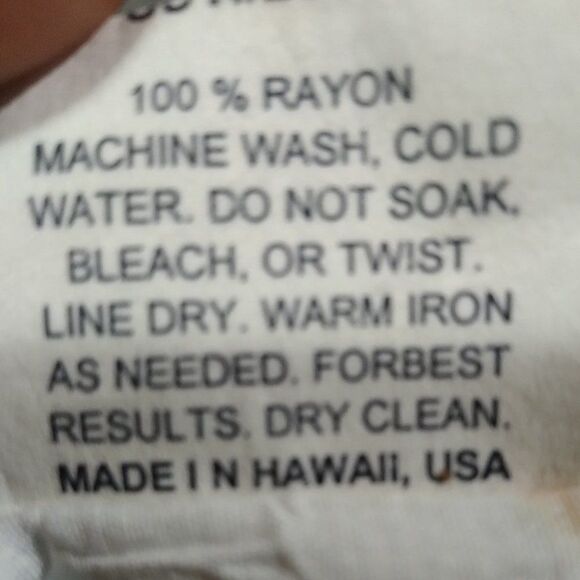 100 % RAYON
MACHINE WASH, COLD
WATER. DO NOT SOAK,
BLEACH, OR TWIST.
LINE DRY. WARM IRON
AS NEEDED. FORBEST
RESULTS. DRY CLEAN.
MADE I N HAWAIi, USA